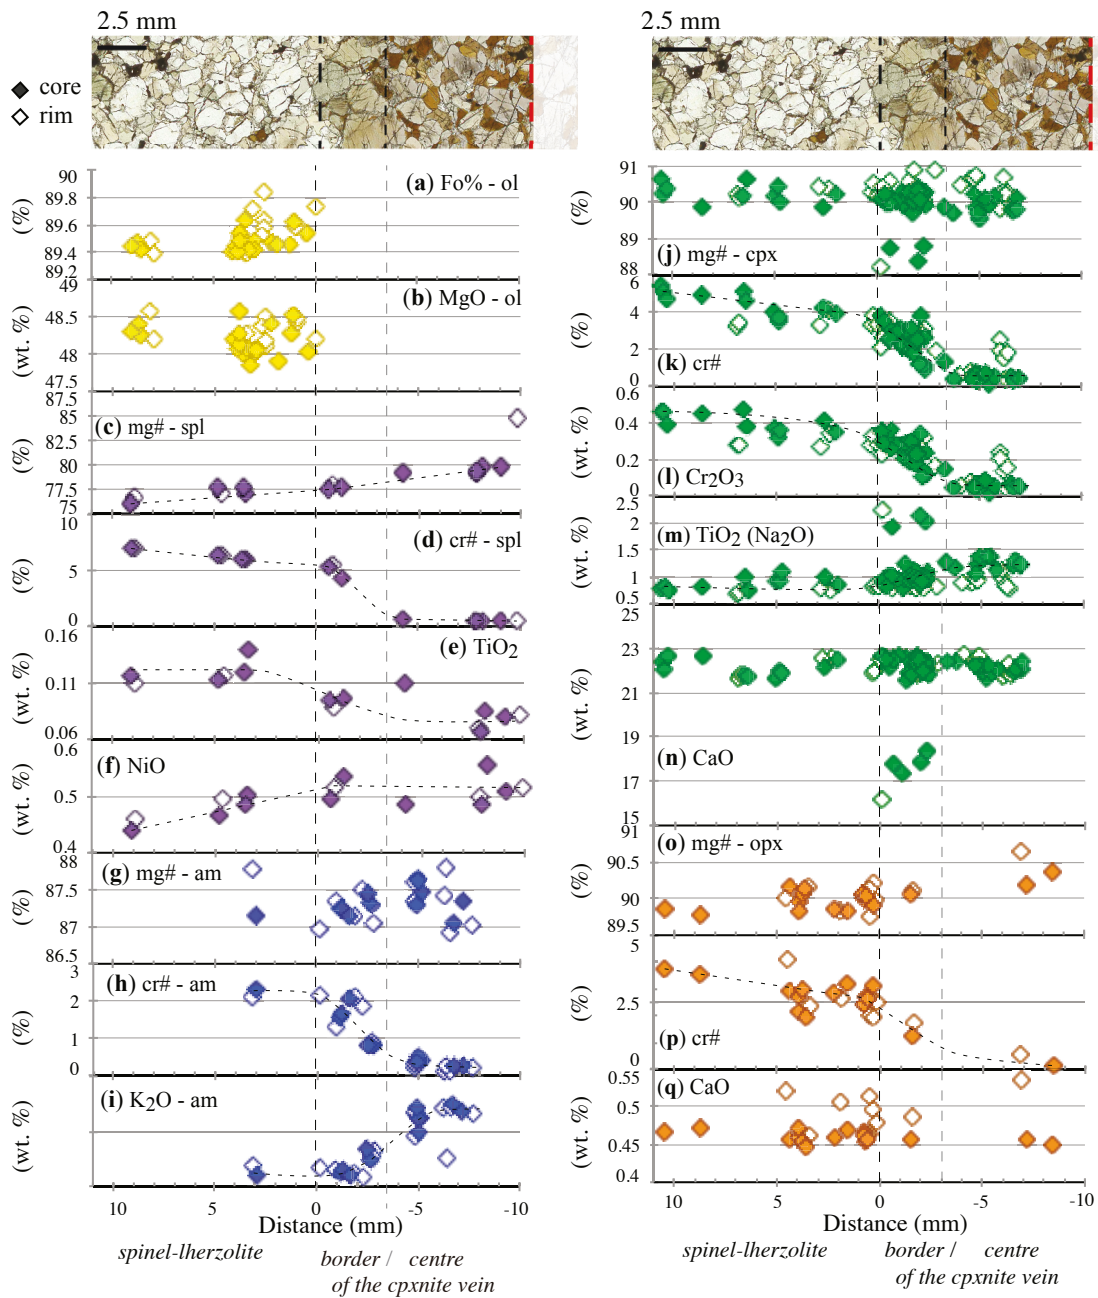 2.5 mm
core
rim
(a) Fo% - ol
(%)
90
89.8
89.6
89.4
89.2
(b) MgO - ol
(wt. %)
49
48.5
48
47.5
(c) mg# - spl
(%)
87.5
85
82.5
80
77.5
75
(d) cr# - spl
(%)
10
5
0
(e) TiO2
(wt. %)
0.16
0.11
0.06
(f) NiO
(wt. %)
0.6
0.5
0.4
(g) mg# - am
(%)
88
87.5
87
86.5
(h) cr# - am
(%)
3
2
1
0
(i) K2O - am
(wt. %)
10
5
0
-5
-10
Distance (mm)
spinel-lherzolite
border / centre
of the cpxnite vein
2.5 mm
(%)
91
90
89
88
(j) mg# - cpx
(%)
6
4
2
0
(k) cr#
(wt. %)
0.6
0.4
0.2
0
(l) Cr2O3
(m) TiO2 (Na2O)
(wt. %)
2.5
2
1.5
1
0.5
(wt. %)
25
23
21
19
17
15
(n) CaO
(o) mg# - opx
(%)
91
90.5
90
89.5
(%)
5
2.5
0
(p) cr#
(q) CaO
(wt. %)
0.55
0.5
0.45
0.4
10
5
0
-5
-10
Distance (mm)
spinel-lherzolite
border / centre
of the cpxnite vein